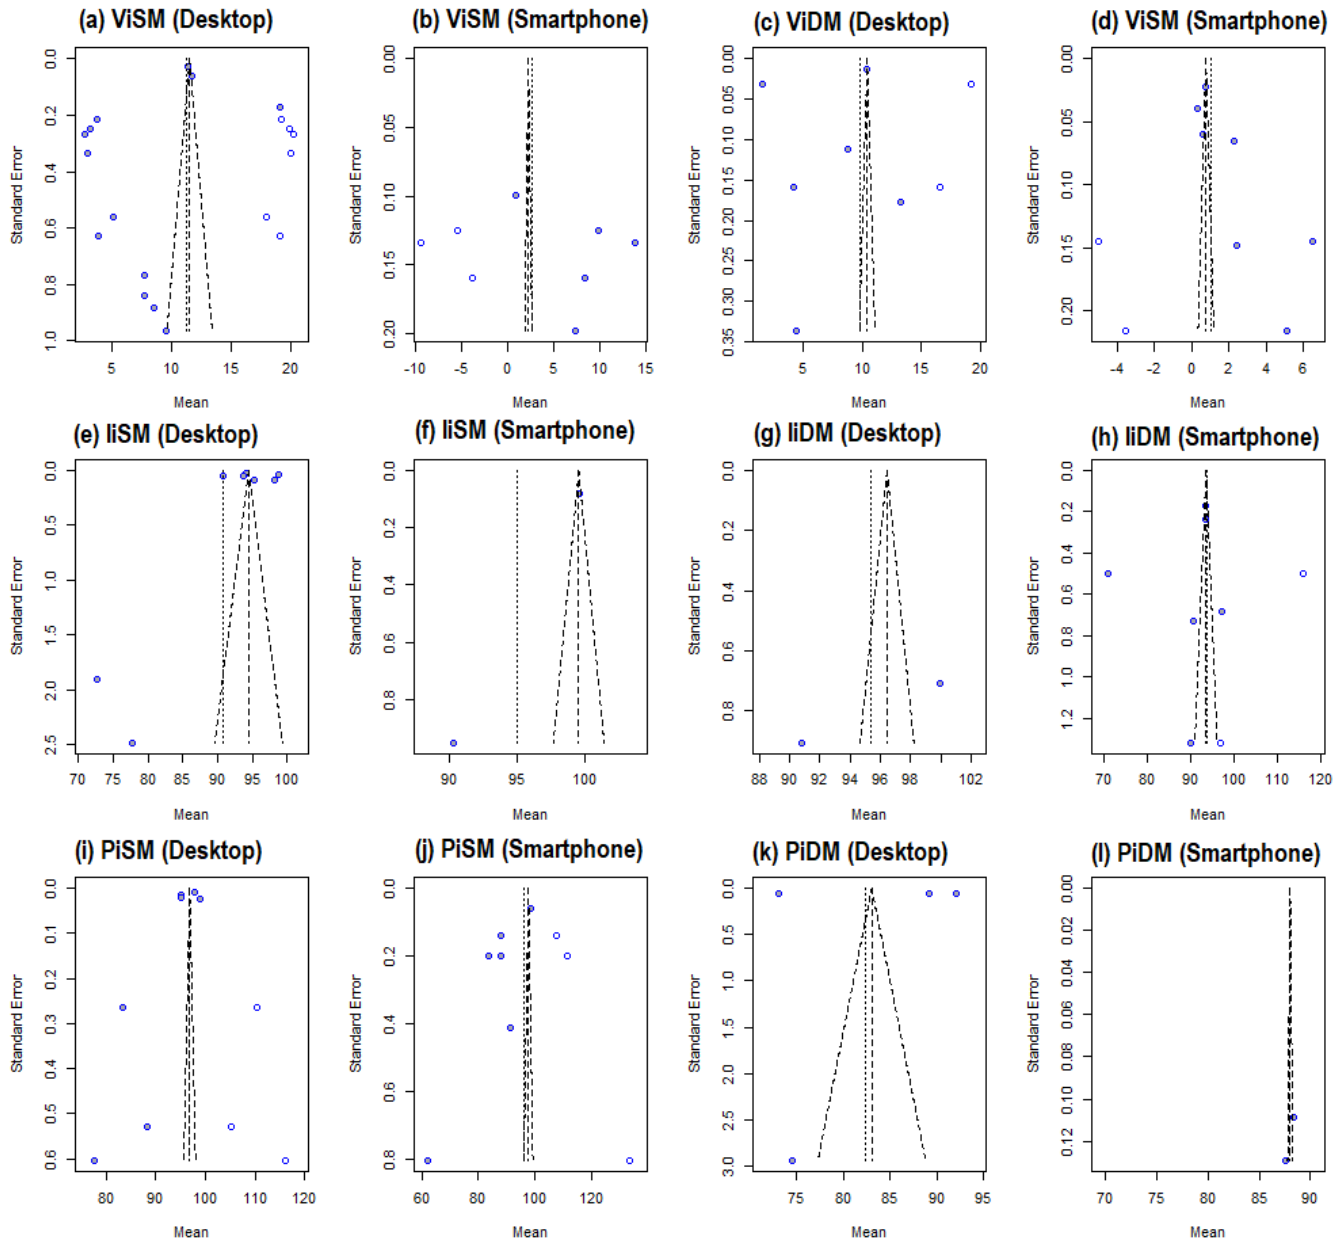 (a) ViSM (Desktop)
0.0
0.2
0.4
0.6
0.8
1.0
Standard Error
5 10 15 20
Mean
(b) ViSM (Smartphone)
0.00
0.05
0.10
0.15
0.20
Standard Error
-10 -5 0 5 10 15
Mean
(c) ViDM (Desktop)
0.00
0.05
0.10
0.15
0.20
0.25
0.30
0.35
Standard Error
5 10 15 20
Mean
(d) ViSM (Smartphone)
0.00
0.05
0.10
0.15
0.20
Standard Error
-4 -2 0 2 4 6
Mean
(e) IiSM (Desktop)
0.0
0.5
1.0
1.5
2.0
2.5
Standard Error
70 75 80 85 90 95 100
Mean
(f) IiSM (Smartphone)
0.0
0.2
0.4
0.6
0.8
Standard Error
90 95 100
Mean
(g) IiDM (Desktop)
0.0
0.2
0.4
0.6
0.8
Standard Error
88 90 92 94 96 98 102
Mean
(h) IiDM (Smartphone)
0.0
0.2
0.4
0.6
0.8
1.0
1.2
Standard Error
70 80 90 100 110 120
Mean
(i) PiSM (Desktop)
0.0
0.1
0.2
0.3
0.4
0.5
0.6
Standard Error
80 90 100 110 120
Mean
(j) PiSM (Smartphone)
0.0
0.2
0.4
0.6
0.8
Standard Error
60 80 100 120
Mean
(k) PiDM (Desktop)
0.0
0.5
1.0
1.5
2.0
2.5
3.0
Standard Error
75 80 85 90 95
Mean
(l) PiDM (Smartphone)
0.00
0.02
0.04
0.06
0.08
0.10
0.12
Standard Error
70 75 80 85 90
Mean